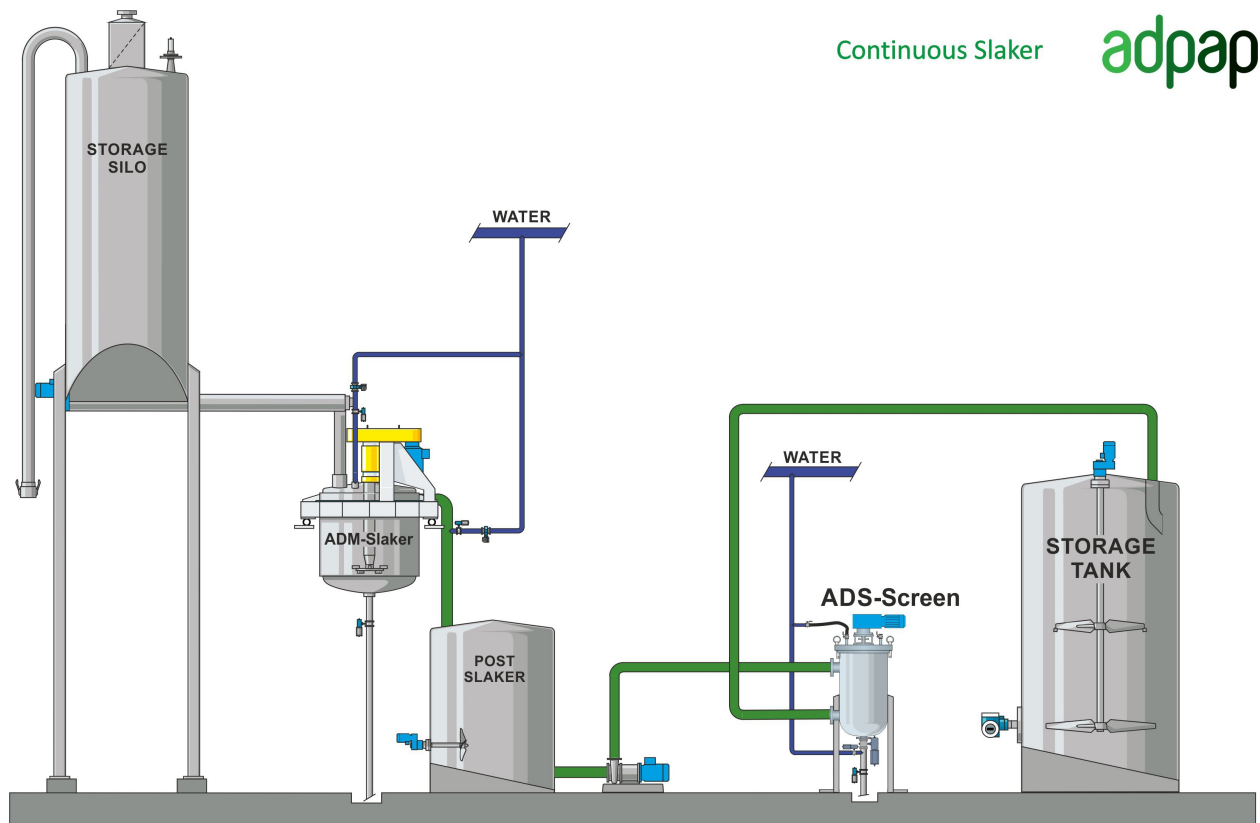 Continuous Slaker
adpap
STORAGE
SILO
WATER
ADM-Slaker
POST
SLAKER
WATER
ADS-Screen
STORAGE
TANK